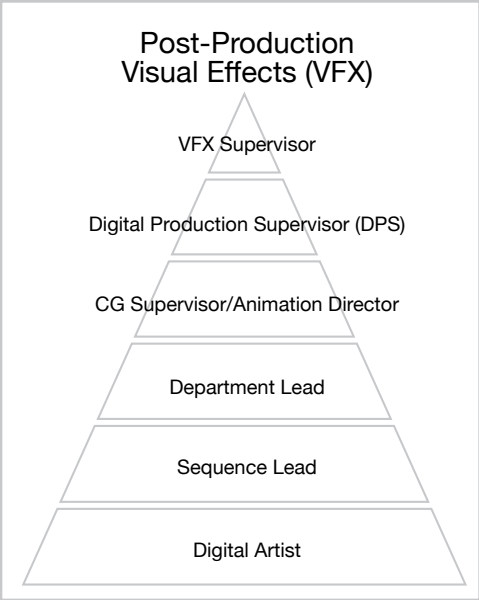 Post-Production
Visual Effects (VFX)
VFX Supervisor
Digital Production Supervisor (DPS)
CG Supervisor/Animation Director
Department Lead
Sequence Lead
Digital Artist